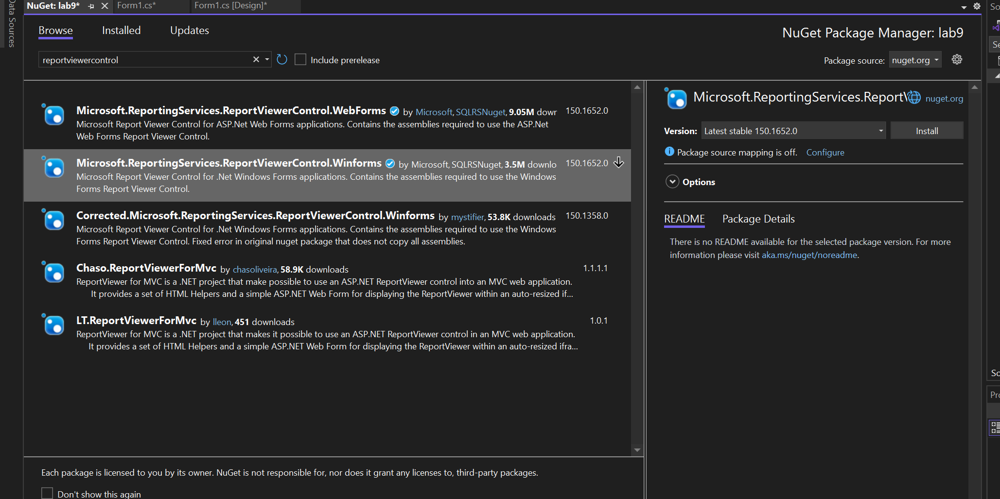 Data Sources
NuGet: lab9*
Form1.cs*
Form1.cs [Design]*
Browse
Installed
Updates
NuGet Package Manager: lab9
reportviewercontrol
Include prerelease
Package source: nuget.org
Microsoft.ReportingServices.ReportViewerControl.WebForms by Microsoft, SQLRSNuget, 9.05M dowr 150.1652.0
Microsoft Report Viewer Control for ASP.Net Web Forms applications. Contains the assemblies required to use the ASP.Net
Web Forms Report Viewer Control.
Microsoft.ReportingServices.ReportViewerControl.Winforms by Microsoft, SQLRSNuget, 3.5M downlo 150.1652.0
Microsoft Report Viewer Control for .Net Windows Forms applications. Contains the assemblies required to use the Windows
Forms Report Viewer Control.
Corrected.Microsoft.ReportingServices.ReportViewerControl.Winforms by mystifier, 53.8K downloads 150.1358.0
Microsoft Report Viewer Control for .Net Windows Forms applications. Contains the assemblies required to use the Windows
Forms Report Viewer Control. Fixed error in original nuget package that does not copy all assemblies.
Chaso.ReportViewerForMvc by chasoliveira, 58.9K downloads 1.1.1.1
ReportViewer for MVC is a .NET project that make possible to use an ASP.NET ReportViewer control into an MVC web application.
It provides a set of HTML Helpers and a simple ASP.NET Web Form for displaying the ReportViewer within an auto-resized if...
LT.ReportViewerForMvc by lleon, 451 downloads 1.0.1
ReportViewer for MVC is a .NET project that makes it possible to use an ASP.NET ReportViewer control in an MVC web application.
It provides a set of HTML Helpers and a simple ASP.NET Web Form for displaying the ReportViewer within an auto-resized ifra...
Each package is licensed to you by its owner. NuGet is not responsible for, nor does it grant any licenses to, third-party packages.
Don't show this again
Microsoft.ReportingServices.Report nuget.org
Version: Latest stable 150.1652.0 Install
Package source mapping is off. Configure
Options
README
Package Details
There is no README available for the selected package version. For more
information please visit aka.ms/nuget/noreadme.
So
Se
So
Pro